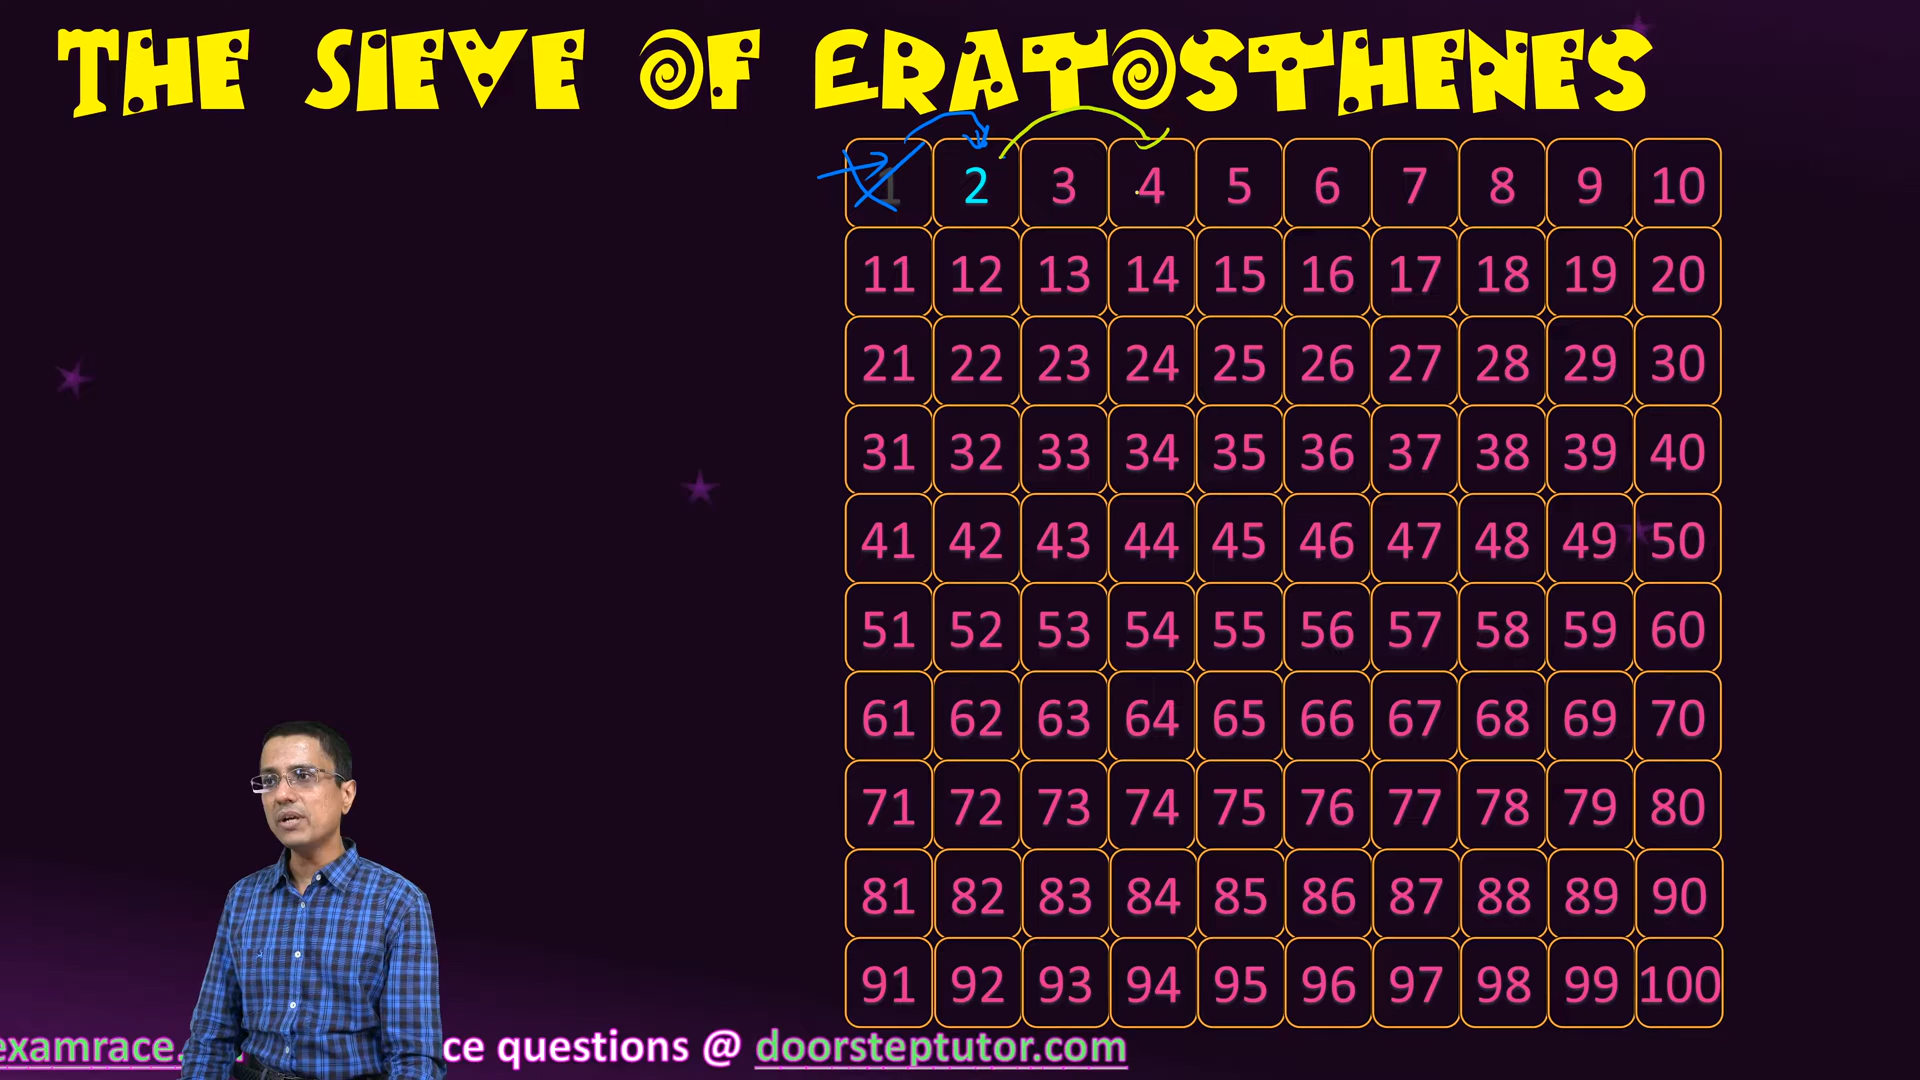 THE SIEVE OF ERATOSTHENES
1 2 3 4 5 6 7 8 9 10
11 12 13 14 15 16 17 18 19 20
21 22 23 24 25 26 27 28 29 30
31 32 33 34 35 36 37 38 39 40
41 42 43 44 45 46 47 48 49 50
51 52 53 54 55 56 57 58 59 60
61 62 63 64 65 66 67 68 69 70
71 72 73 74 75 76 77 78 79 80
81 82 83 84 85 86 87 88 89 90
91 92 93 94 95 96 97 98 99 100
examrace. ce questions @ doorsteptutor.com